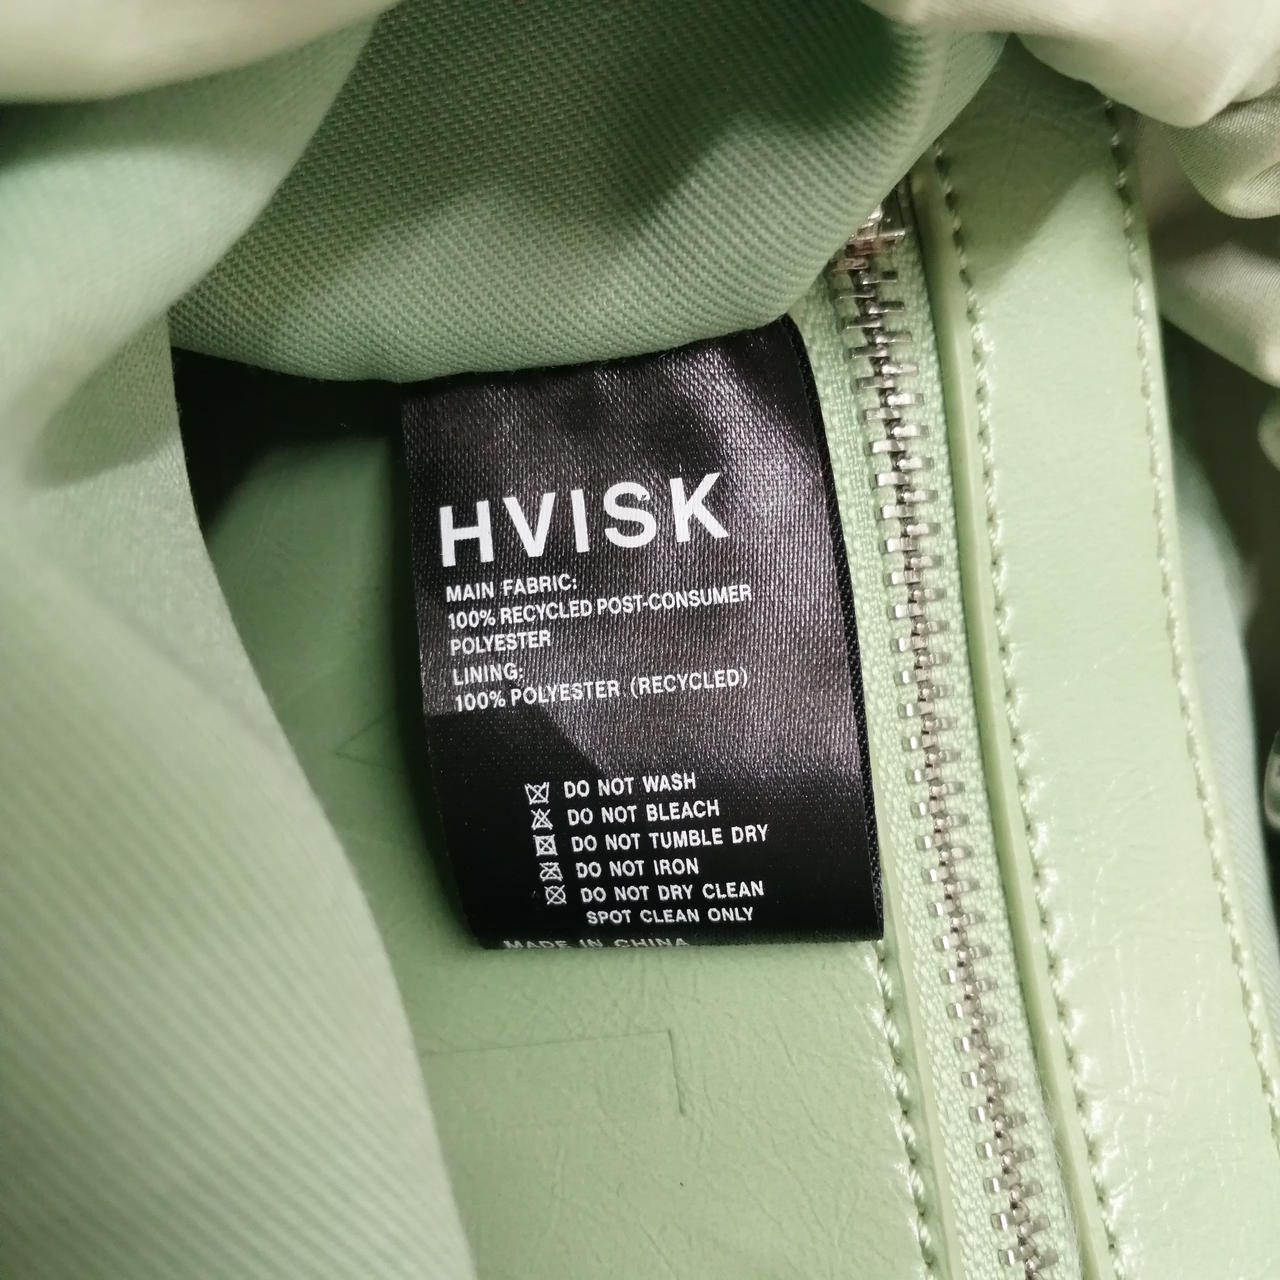 HVISK
MAIN FABRIC:
100% RECYCLED POST-CONSUMER
POLYESTER
LINING:
100% POLYESTER (RECYCLED)
DO NOT WASH
DO NOT BLEACH
DO NOT TUMBLE DRY
DO NOT IRON
DO NOT DRY CLEAN
SPOT CLEAN ONLY
MADE IN CHINA